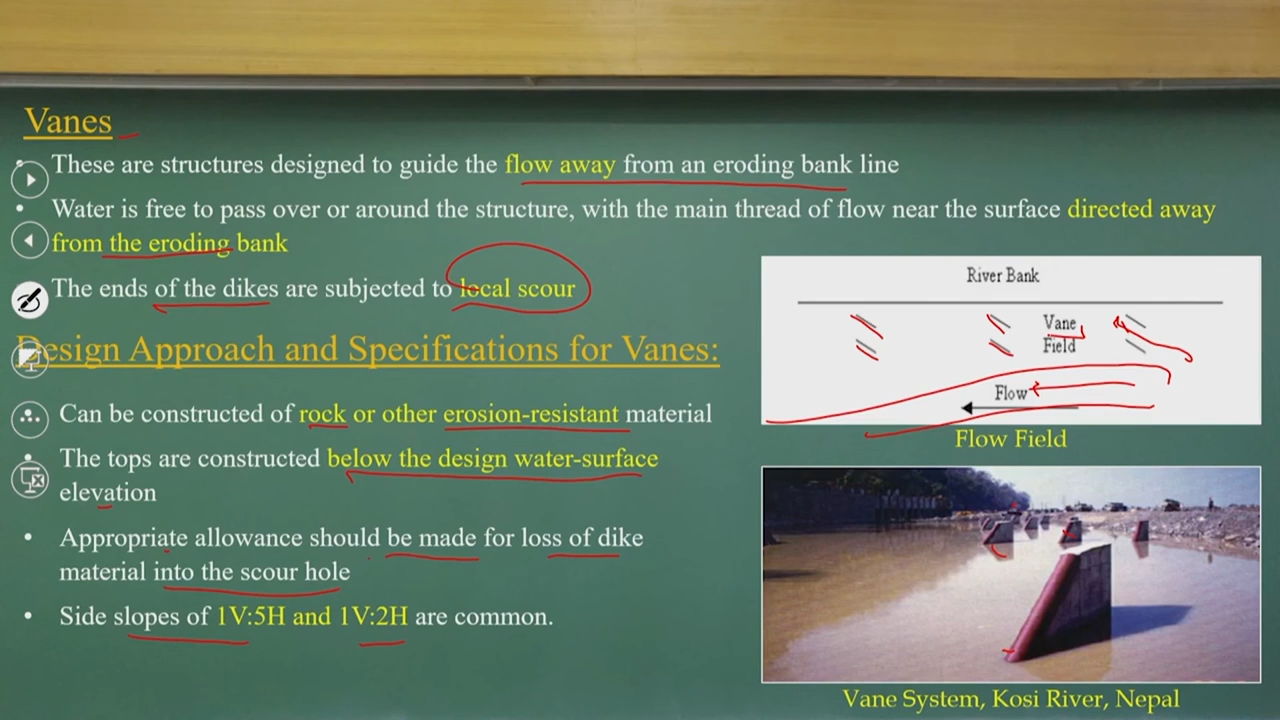 Vanes
These are structures designed to guide the flow away from an eroding bank line
• Water is free to pass over or around the structure, with the main thread of flow near the surface directed away
from the eroding bank
The ends of the dikes are subjected to local scour
Design Approach and Specifications for Vanes:
Can be constructed of rock or other erosion-resistant material
• The tops are constructed below the design water-surface
elevation
• Appropriate allowance should be made for loss of dike
material into the scour hole
• Side slopes of 1V:5H and 1V:2H are common.
River Bank
Vane
Field
Flow
Flow Field
Vane System, Kosi River, Nepal